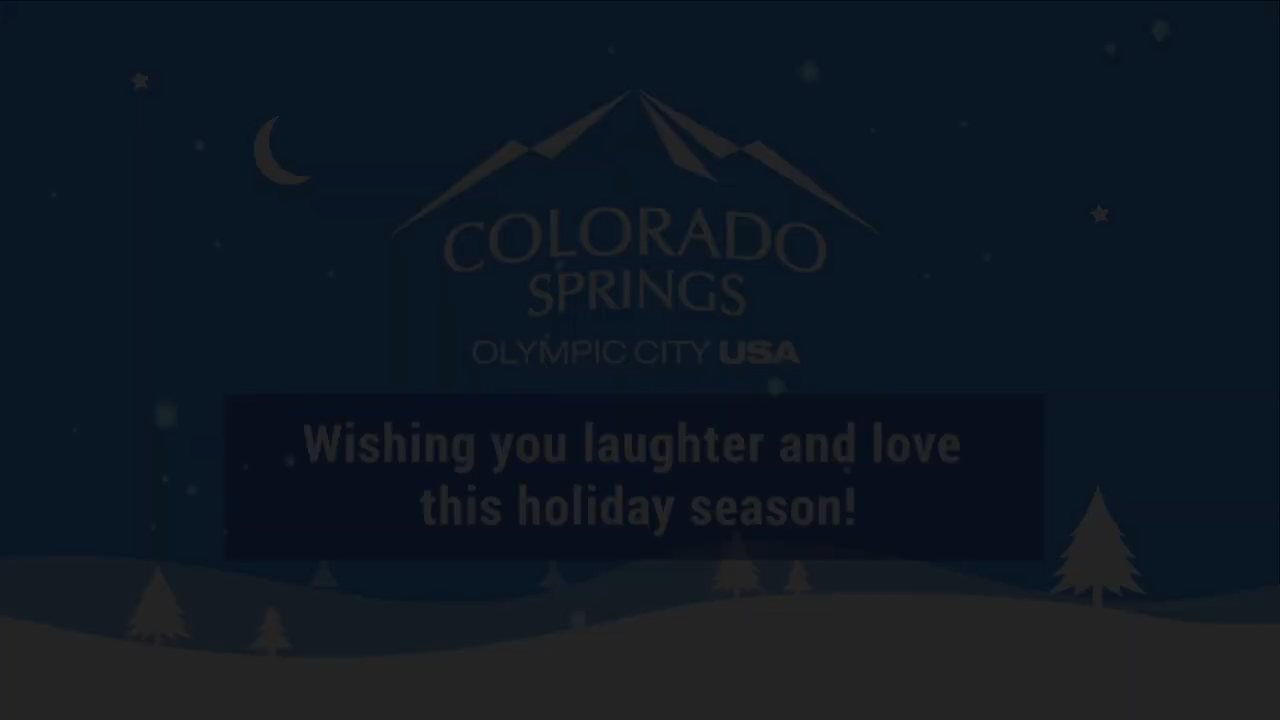 COLORADO
SPRINGS
OLYMPIC CITY USA
Wishing you laughter and love
this holiday season!